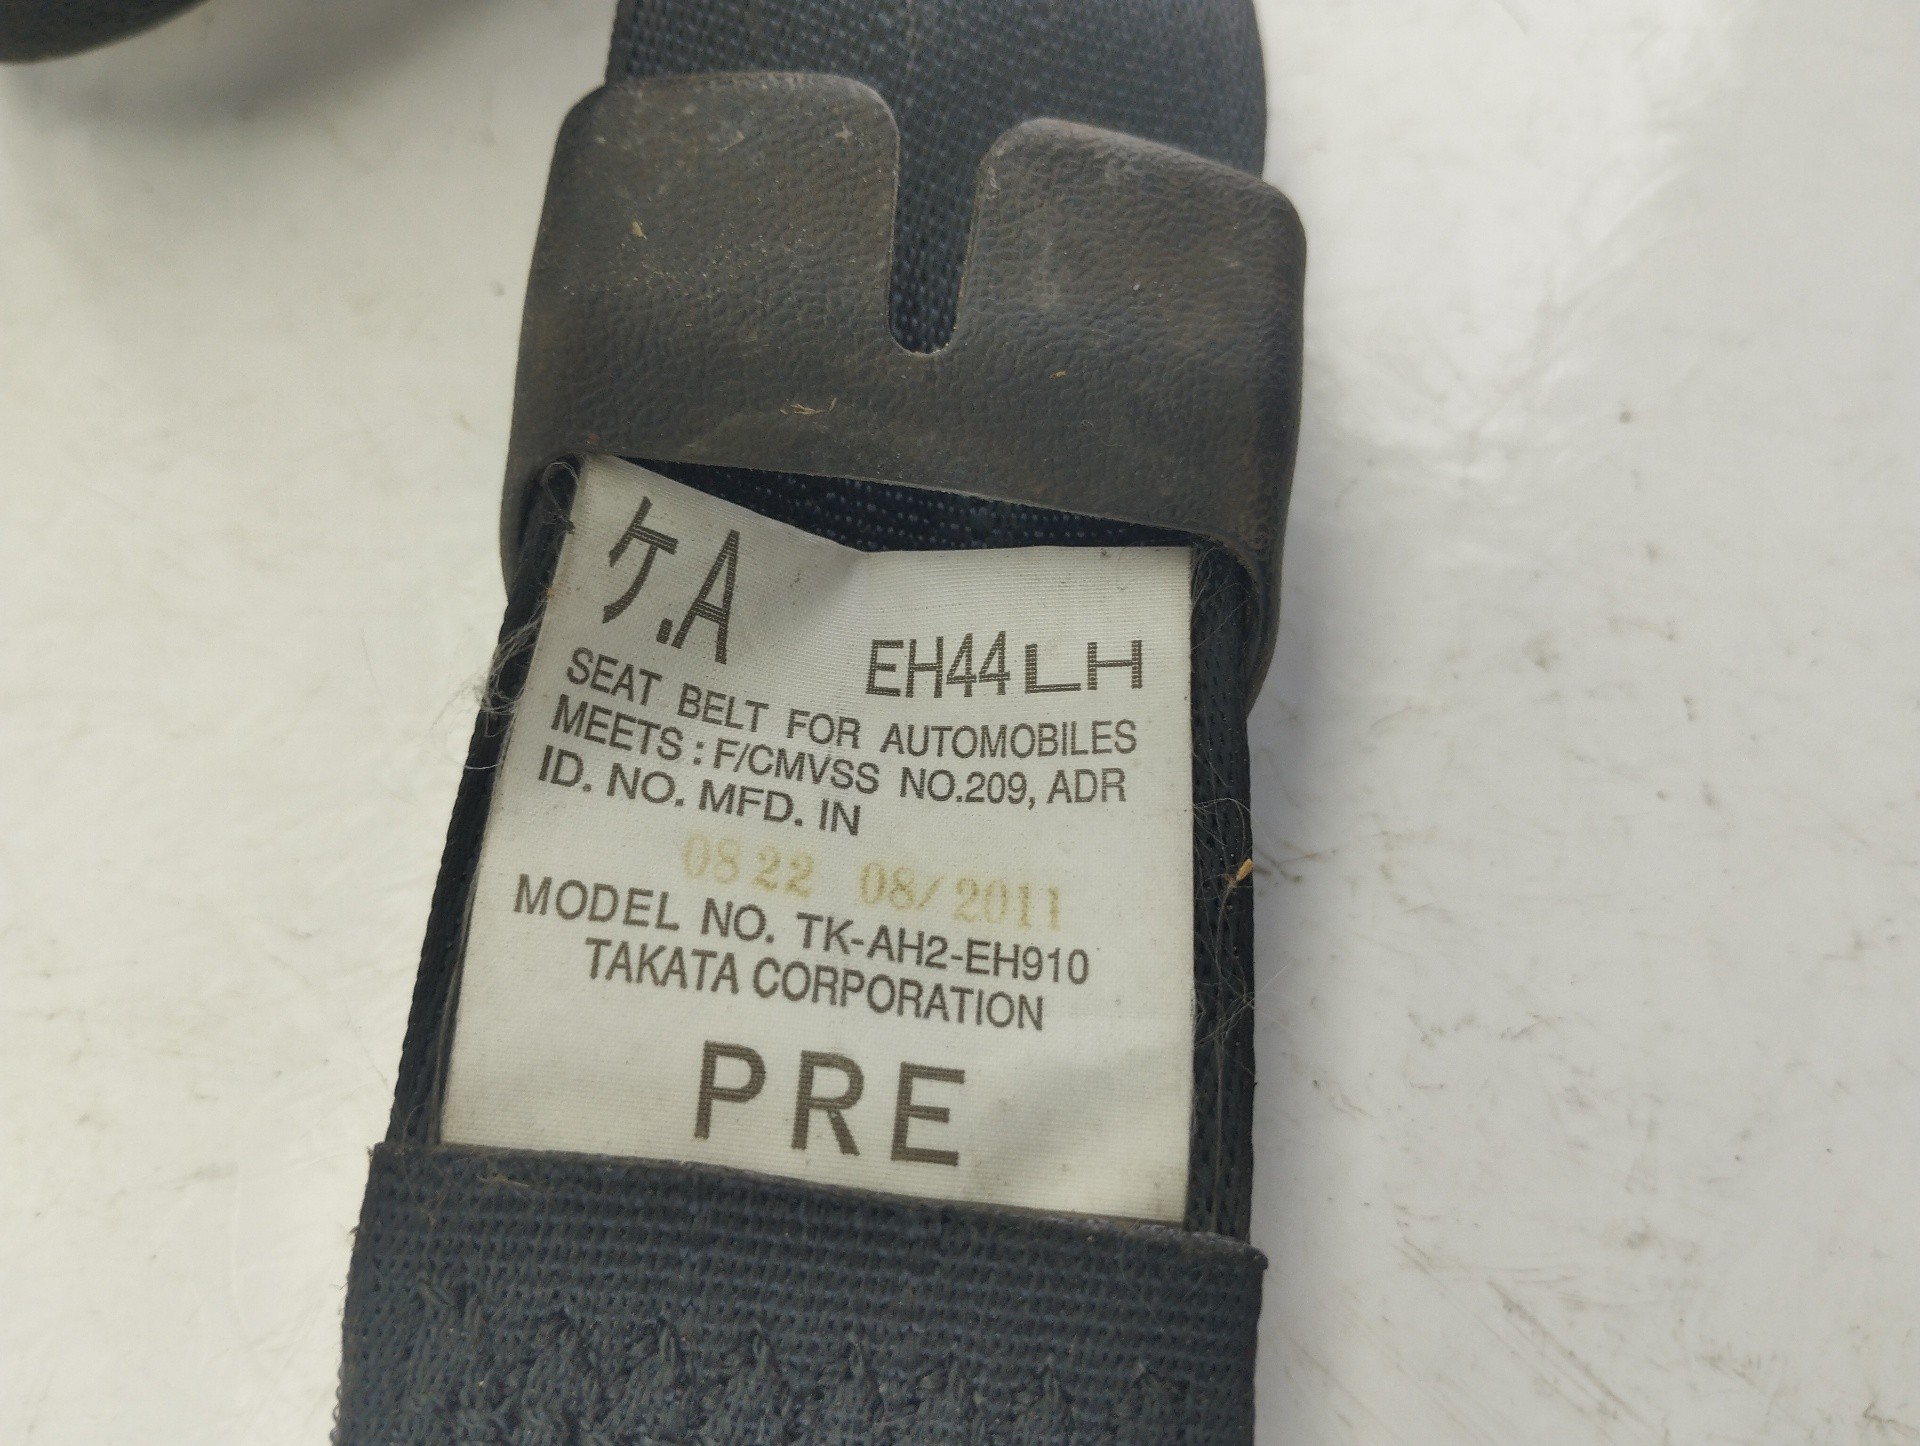 ケ.A
EH44LH
SEAT BELT FOR AUTOMOBILES
MEETS : F/CMVSS NO.209, ADR
ID. NO. MFD. IN
0822 08/2011
MODEL NO. TK-AH2-EH910
TAKATA CORPORATION
PRE